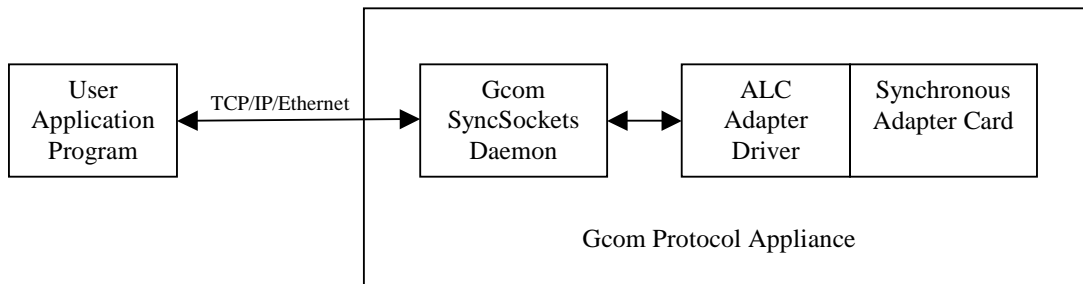 User
Application
Program
TCP/IP/Ethernet
Gcom
SyncSockets
Daemon
ALC
Adapter
Driver
Synchronous
Adapter Card
Gcom Protocol Appliance